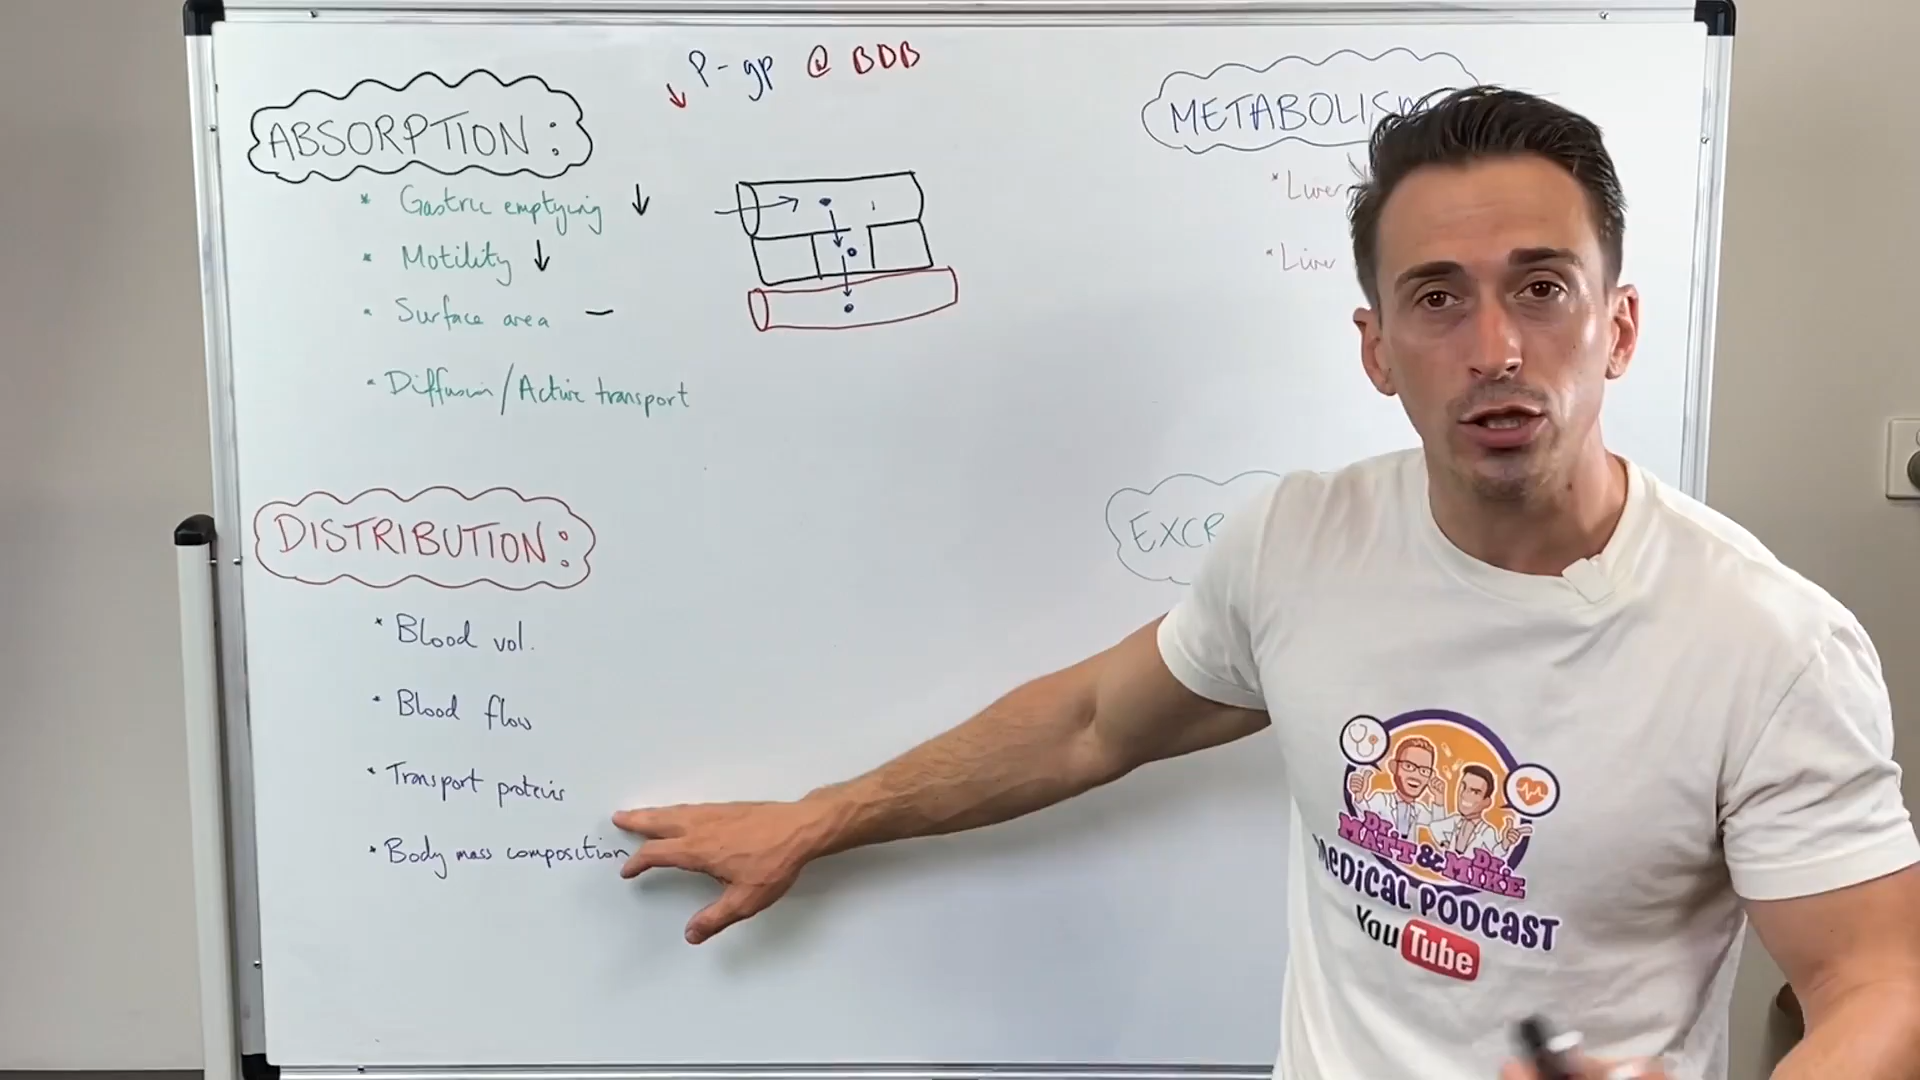 P-gp @ BBB
ABSORPTION:
Gastric emptying
Motility
Surface area
Diffusion/Active transport
DISTRIBUTION:
Blood vol.
Blood flow
Transport proteins
Body mass composition
METABOLISM
Liver
Liver
EXCR
DR. MATT & DR. MIKE
MEDICAL PODCAST
YouTube